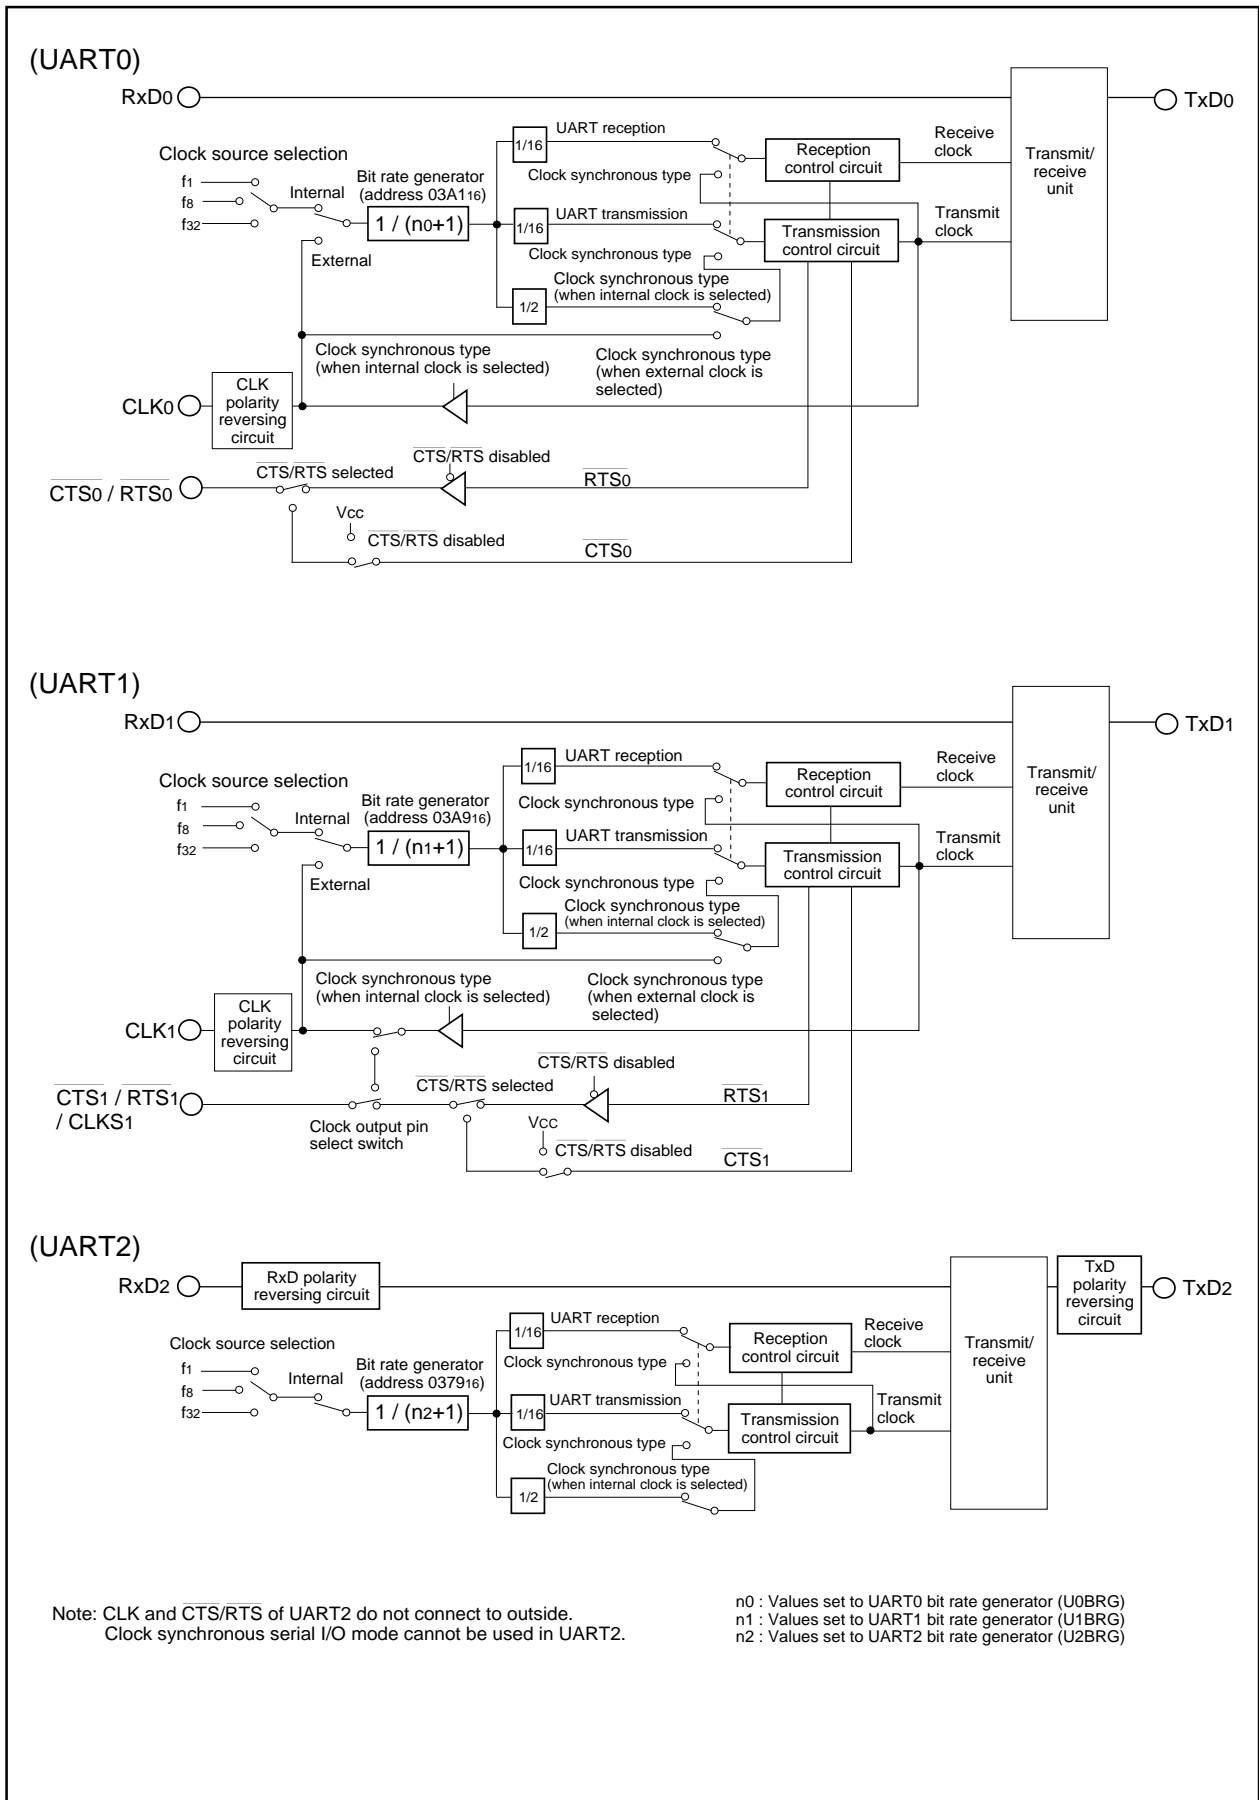 (UART0)
RxD0
TxD0
UART reception
1/16
Receive
clock
Reception
control circuit
Transmit/
receive
unit
Clock source selection
Clock synchronous type
f1
f8
f32
Internal
Bit rate generator
(address 03A116)
1 / (n0+1)
UART transmission
1/16
Transmit
clock
Transmission
control circuit
Clock synchronous type
External
Clock synchronous type
(when internal clock is selected)
1/2
Clock synchronous type
(when internal clock is selected)
Clock synchronous type
(when external clock is
selected)
CLK0
CLK
polarity
reversing
circuit
CTS/RTS disabled
CTS/RTS selected
CTS0 / RTS0
RTS0
Vcc
CTS/RTS disabled
CTS0
(UART1)
RxD1
TxD1
UART reception
1/16
Receive
clock
Reception
control circuit
Transmit/
receive
unit
Clock source selection
Clock synchronous type
f1
f8
f32
Internal
Bit rate generator
(address 03A916)
1 / (n1+1)
UART transmission
1/16
Transmit
clock
Transmission
control circuit
Clock synchronous type
External
Clock synchronous type
(when internal clock is selected)
1/2
Clock synchronous type
(when internal clock is selected)
Clock synchronous type
(when external clock is
selected)
CLK1
CLK
polarity
reversing
circuit
CTS/RTS disabled
CTS/RTS selected
CTS1 / RTS1
/ CLKS1
RTS1
Clock output pin
select switch
VCC
CTS/RTS disabled
CTS1
(UART2)
RxD2
RxD polarity
reversing circuit
TxD
polarity
reversing
circuit
TxD2
UART reception
1/16
Receive
clock
Reception
control circuit
Transmit/
receive
unit
Clock source selection
Clock synchronous type
f1
f8
f32
Internal
Bit rate generator
(address 037916)
1 / (n2+1)
UART transmission
1/16
Transmit
clock
Transmission
control circuit
Clock synchronous type
Clock synchronous type
(when internal clock is selected)
1/2
Note: CLK and CTS/RTS of UART2 do not connect to outside.
Clock synchronous serial I/O mode cannot be used in UART2.
n0 : Values set to UART0 bit rate generator (U0BRG)
n1 : Values set to UART1 bit rate generator (U1BRG)
n2 : Values set to UART2 bit rate generator (U2BRG)